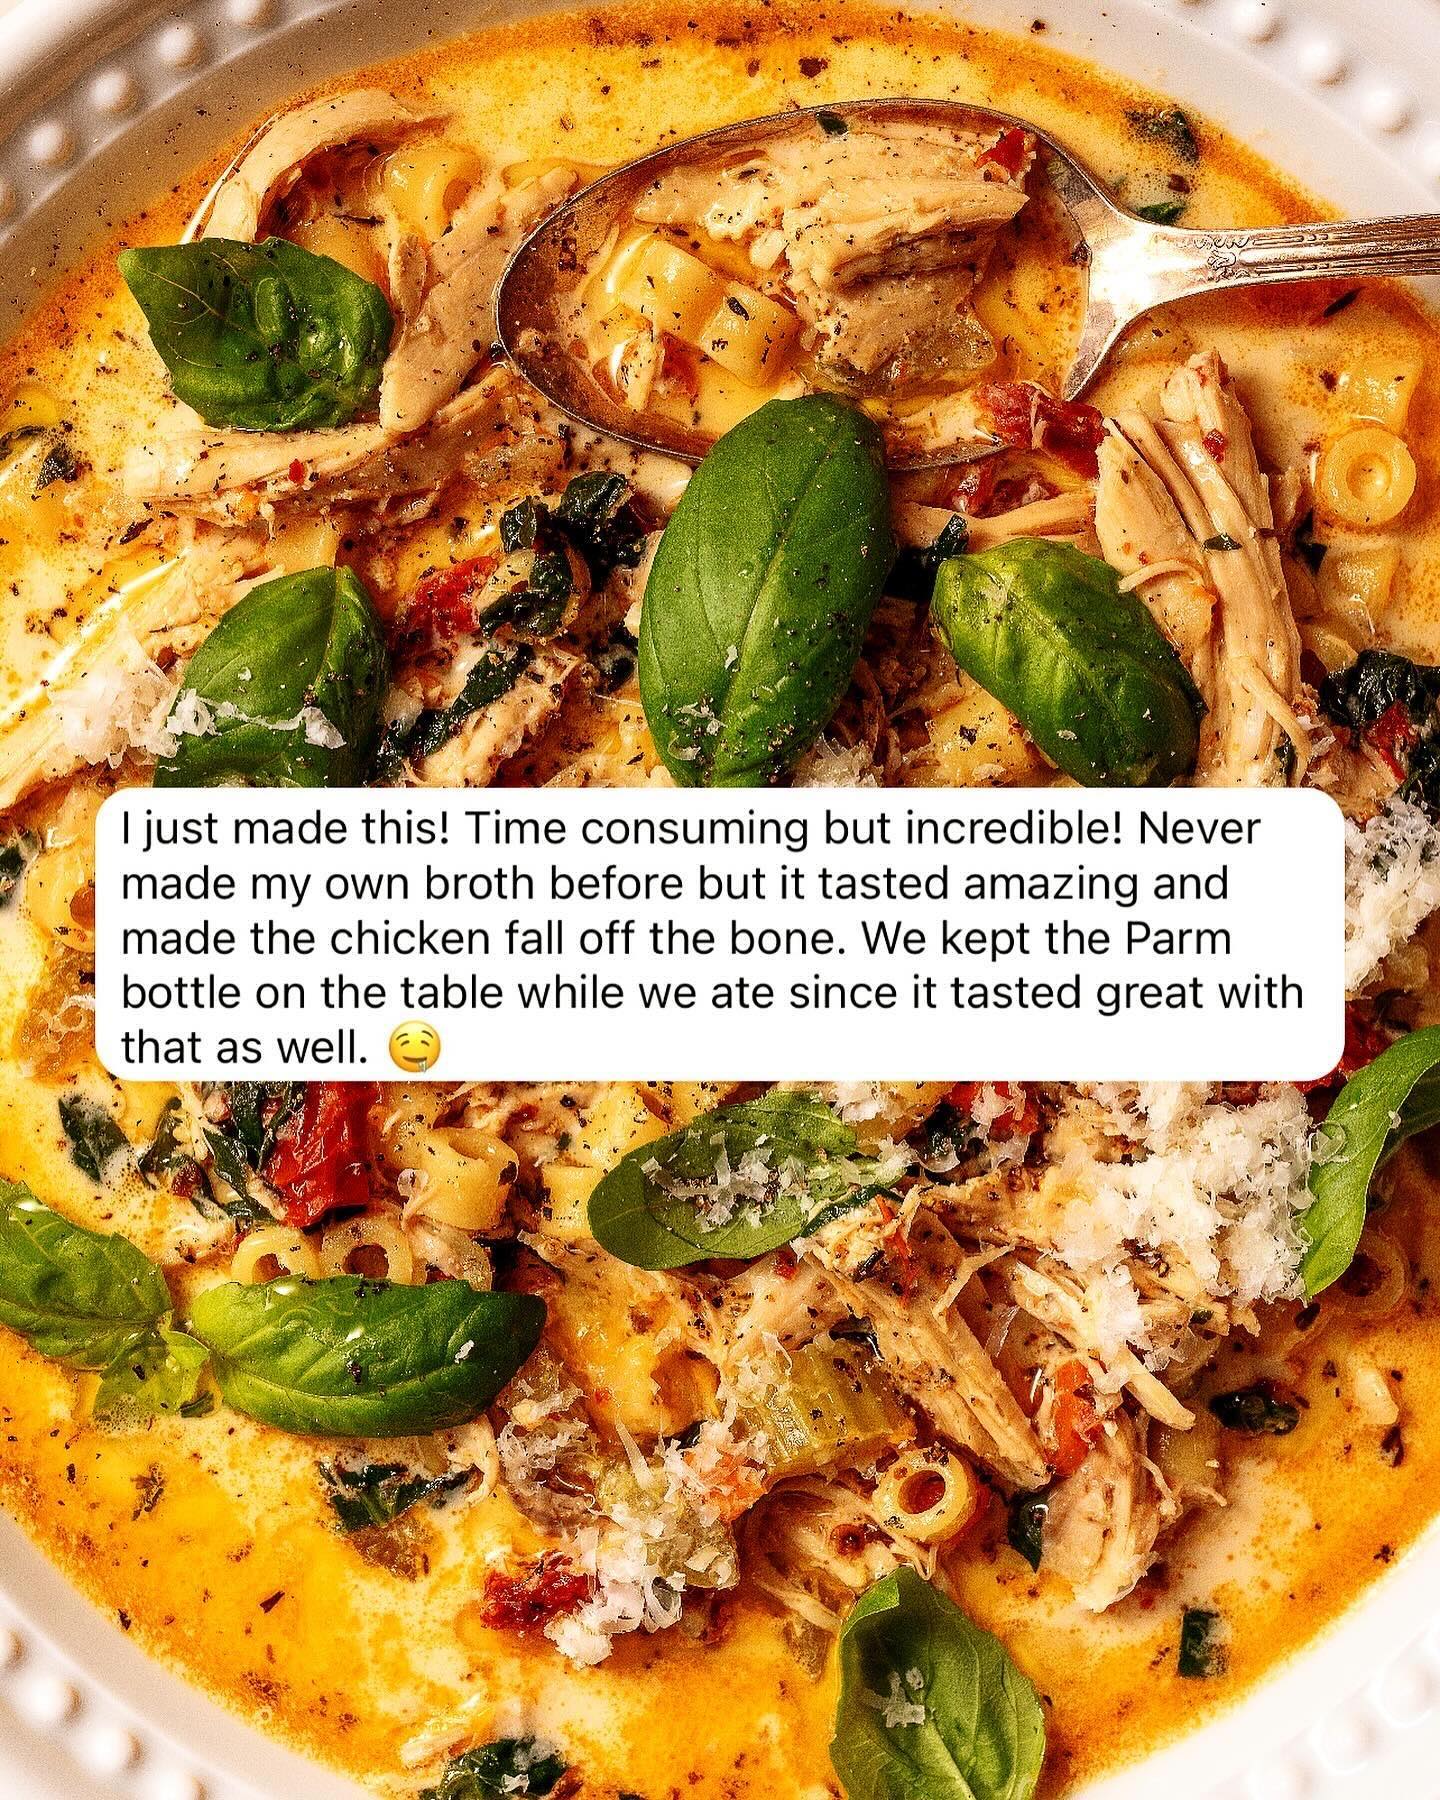 I just made this! Time consuming but incredible! Never
made my own broth before but it tasted amazing and
made the chicken fall off the bone. We kept the Parm
bottle on the table while we ate since it tasted great with
that as well. 🤤